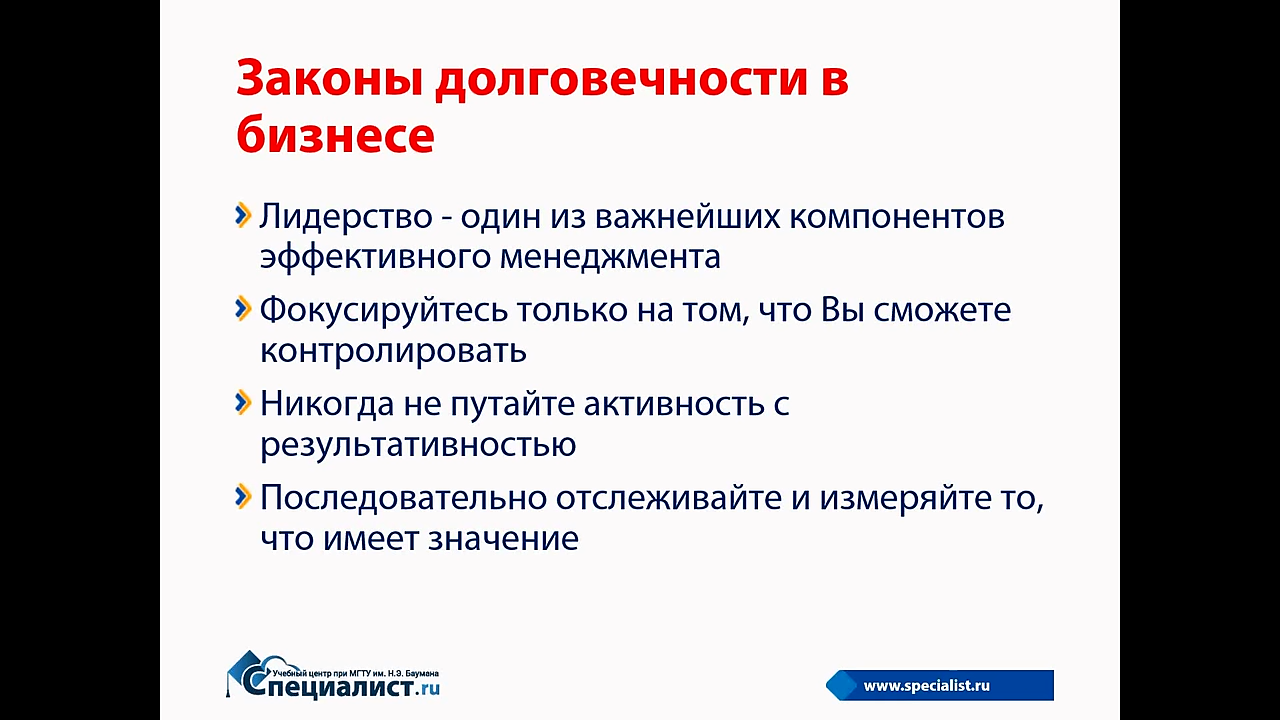 Законы долговечности в
бизнесе
Лидерство - один из важнейших компонентов
эффективного менеджмента
Фокусируйтесь только на том, что Вы сможете
контролировать
Никогда не путайте активность с
результативностью
Последовательно отслеживайте и измеряйте то,
что имеет значение
Учебный центр при МГТУ им. Н.Э. Баумана
Специалист.ru
www.specialist.ru